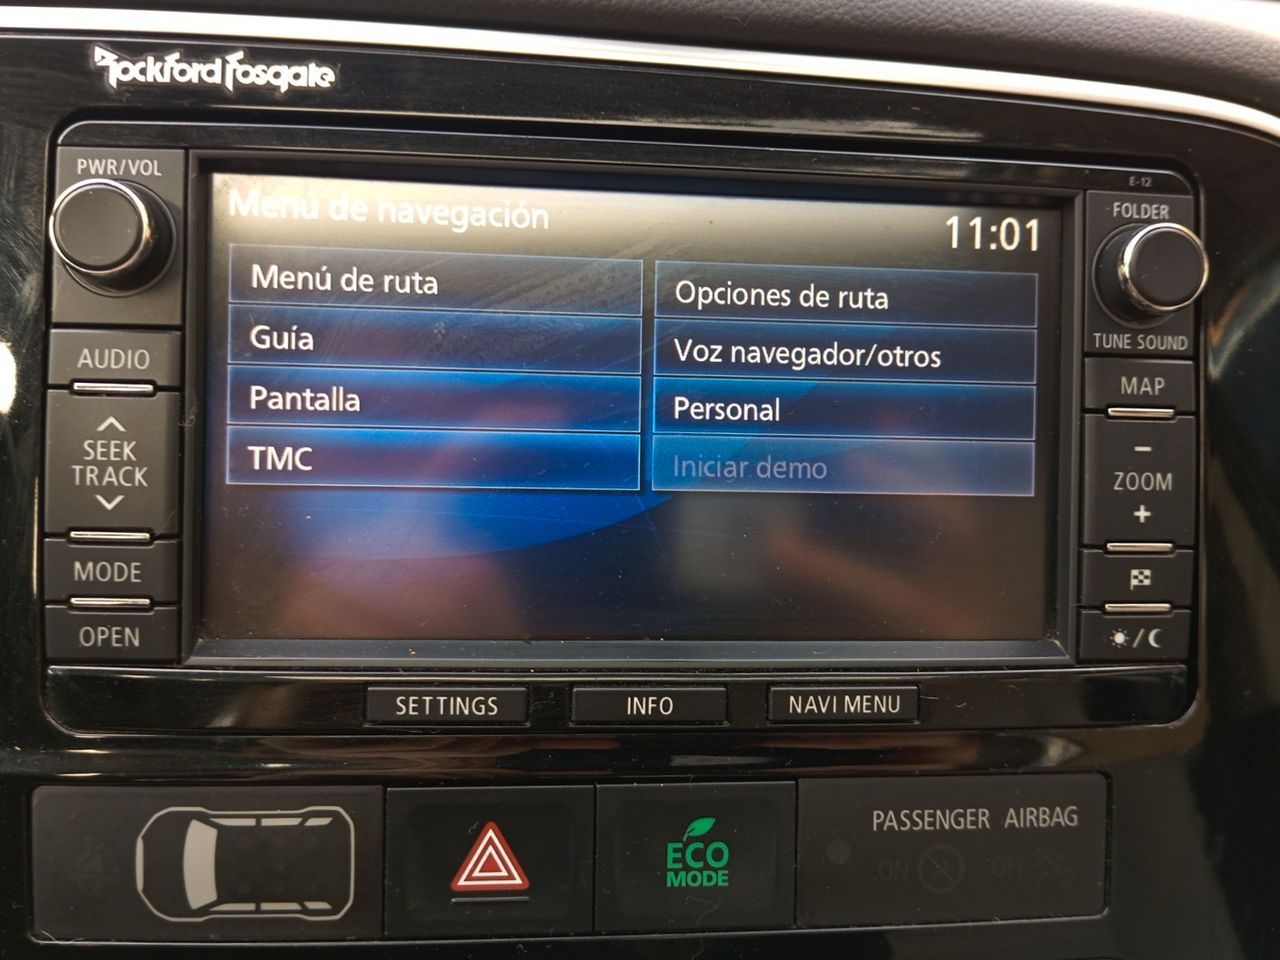 Rockford Fosgate
PWR/VOL
AUDIO
SEEK
TRACK
MODE
OPEN
Menú de navegación
11:01
Menú de ruta
Guía
Pantalla
TMC
Opciones de ruta
Voz navegador/otros
Personal
Iniciar demo
E-12
FOLDER
TUNE SOUND
MAP
-
ZOOM
+
SETTINGS
INFO
NAVI MENU
ECO
MODE
PASSENGER AIRBAG
ON OFF